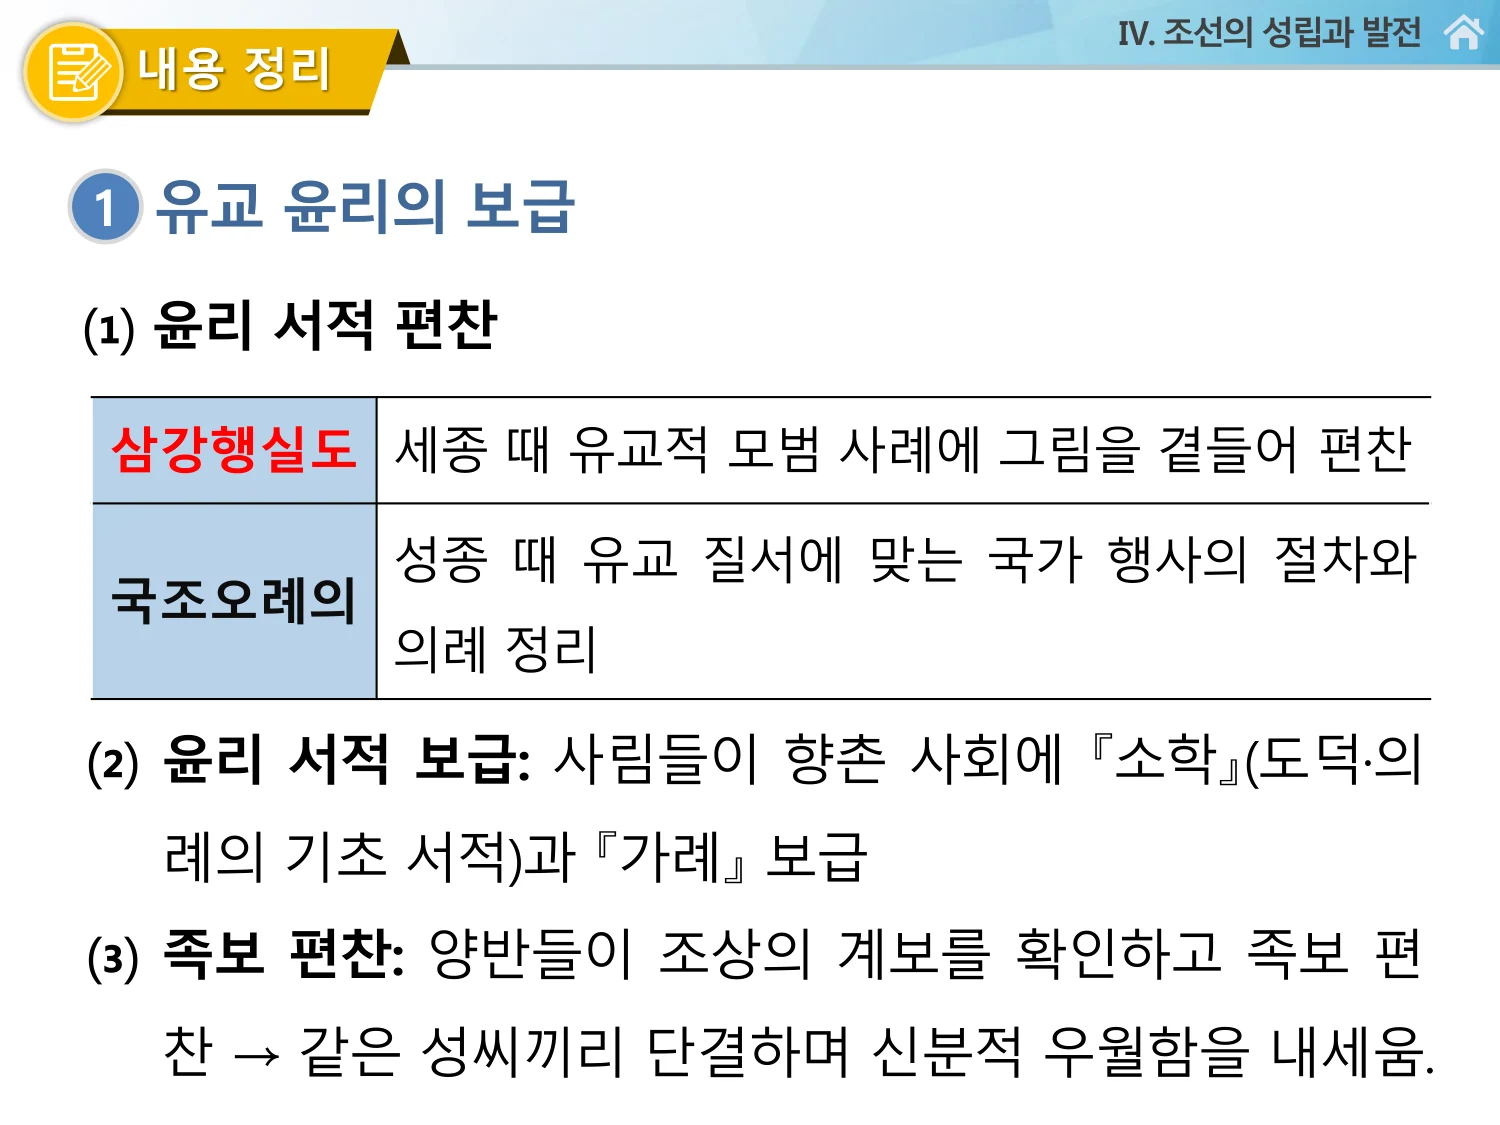 IV. 조선의 성립과 발전
내용 정리
1 유교 윤리의 보급
(1) 윤리 서적 편찬
삼강행실도 세종 때 유교적 모범 사례에 그림을 곁들어 편찬
국조오례의 성종 때 유교 질서에 맞는 국가 행사의 절차와
의례 정리
(2) 윤리 서적 보급: 사림들이 향촌 사회에 『소학』(도덕·의
례의 기초 서적)과 『가례』 보급
(3) 족보 편찬: 양반들이 조상의 계보를 확인하고 족보 편
찬 → 같은 성씨끼리 단결하며 신분적 우월함을 내세움.